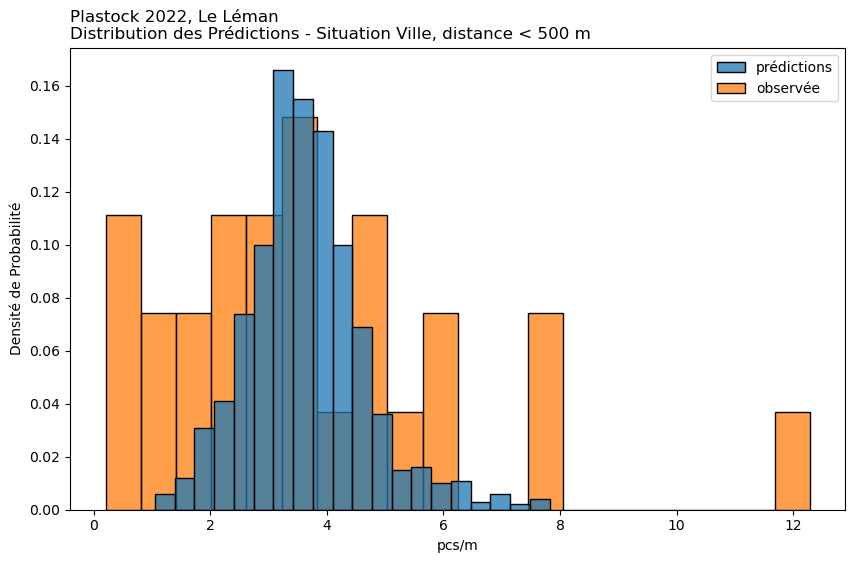 Plastock 2022, Le Léman
Distribution des Prédictions - Situation Ville, distance < 500 m
prédictions
observée
Densité de Probabilité
0.16
0.14
0.12
0.10
0.08
0.06
0.04
0.02
0.00
0 2 4 6 8 10 12
pcs/m